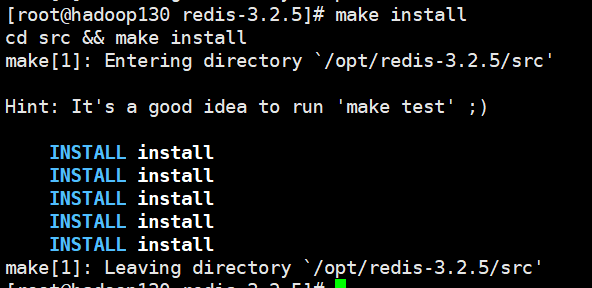 [root@hadoop130 redis-3.2.5]# make install
cd src && make install
make[1]: Entering directory `/opt/redis-3.2.5/src'
Hint: It's a good idea to run 'make test' ;)
INSTALL install
INSTALL install
INSTALL install
INSTALL install
INSTALL install
make[1]: Leaving directory `/opt/redis-3.2.5/src'
[root@hadoop130 redis-3.2.5]#